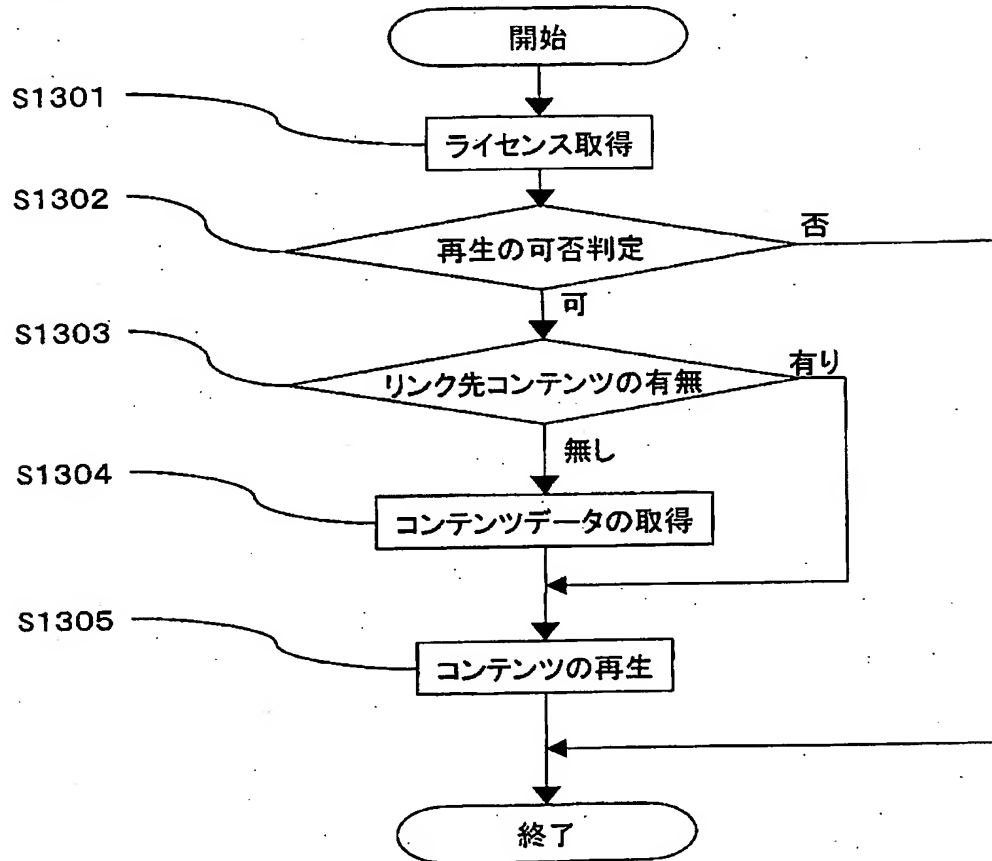 開始
S1301
ライセンス取得
S1302
再生の可否判定
否
可
S1303
リンク先コンテンツの有無
有り
無し
S1304
コンテンツデータの取得
S1305
コンテンツの再生
終了